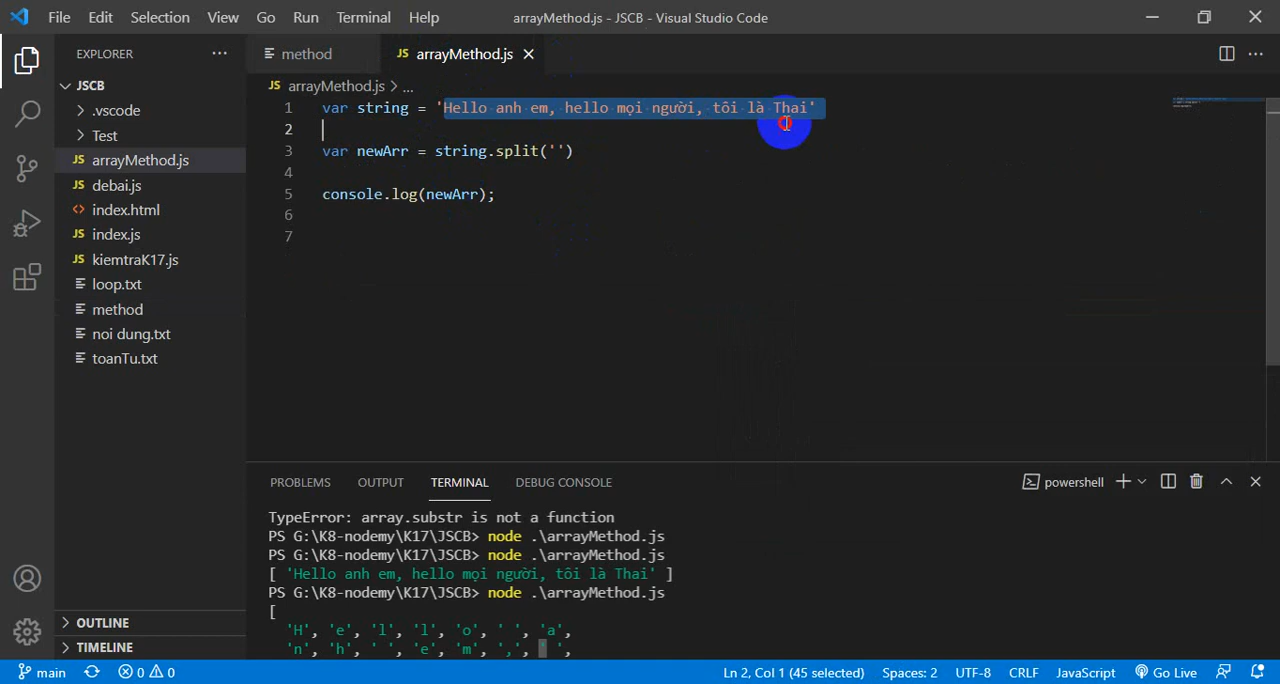 File Edit Selection View Go Run Terminal Help arrayMethod.js - JSCB - Visual Studio Code
EXPLORER
JSCB
.vscode
Test
JS arrayMethod.js
JS debai.js
<> index.html
JS index.js
JS kiemtraK17.js
loop.txt
method
noi dung.txt
toanTu.txt
OUTLINE
TIMELINE
method JS arrayMethod.js
JS arrayMethod.js > ...
1 var string = 'Hello anh em, hello mọi người, tôi là Thai'
2
3 var newArr = string.split('')
4
5 console.log(newArr);
6
7
PROBLEMS OUTPUT TERMINAL DEBUG CONSOLE powershell
TypeError: array.substr is not a function
PS G:\K8-nodemy\K17\JSCB> node .\arrayMethod.js
PS G:\K8-nodemy\K17\JSCB> node .\arrayMethod.js
[ 'Hello anh em, hello mọi người, tôi là Thai' ]
PS G:\K8-nodemy\K17\JSCB> node .\arrayMethod.js
[
'H', 'e', 'l', 'l', 'o', ' ', 'a',
'n', 'h', ' ', 'e', 'm', ',', ' ',
main 0 0 Ln 2, Col 1 (45 selected) Spaces: 2 UTF-8 CRLF JavaScript Go Live